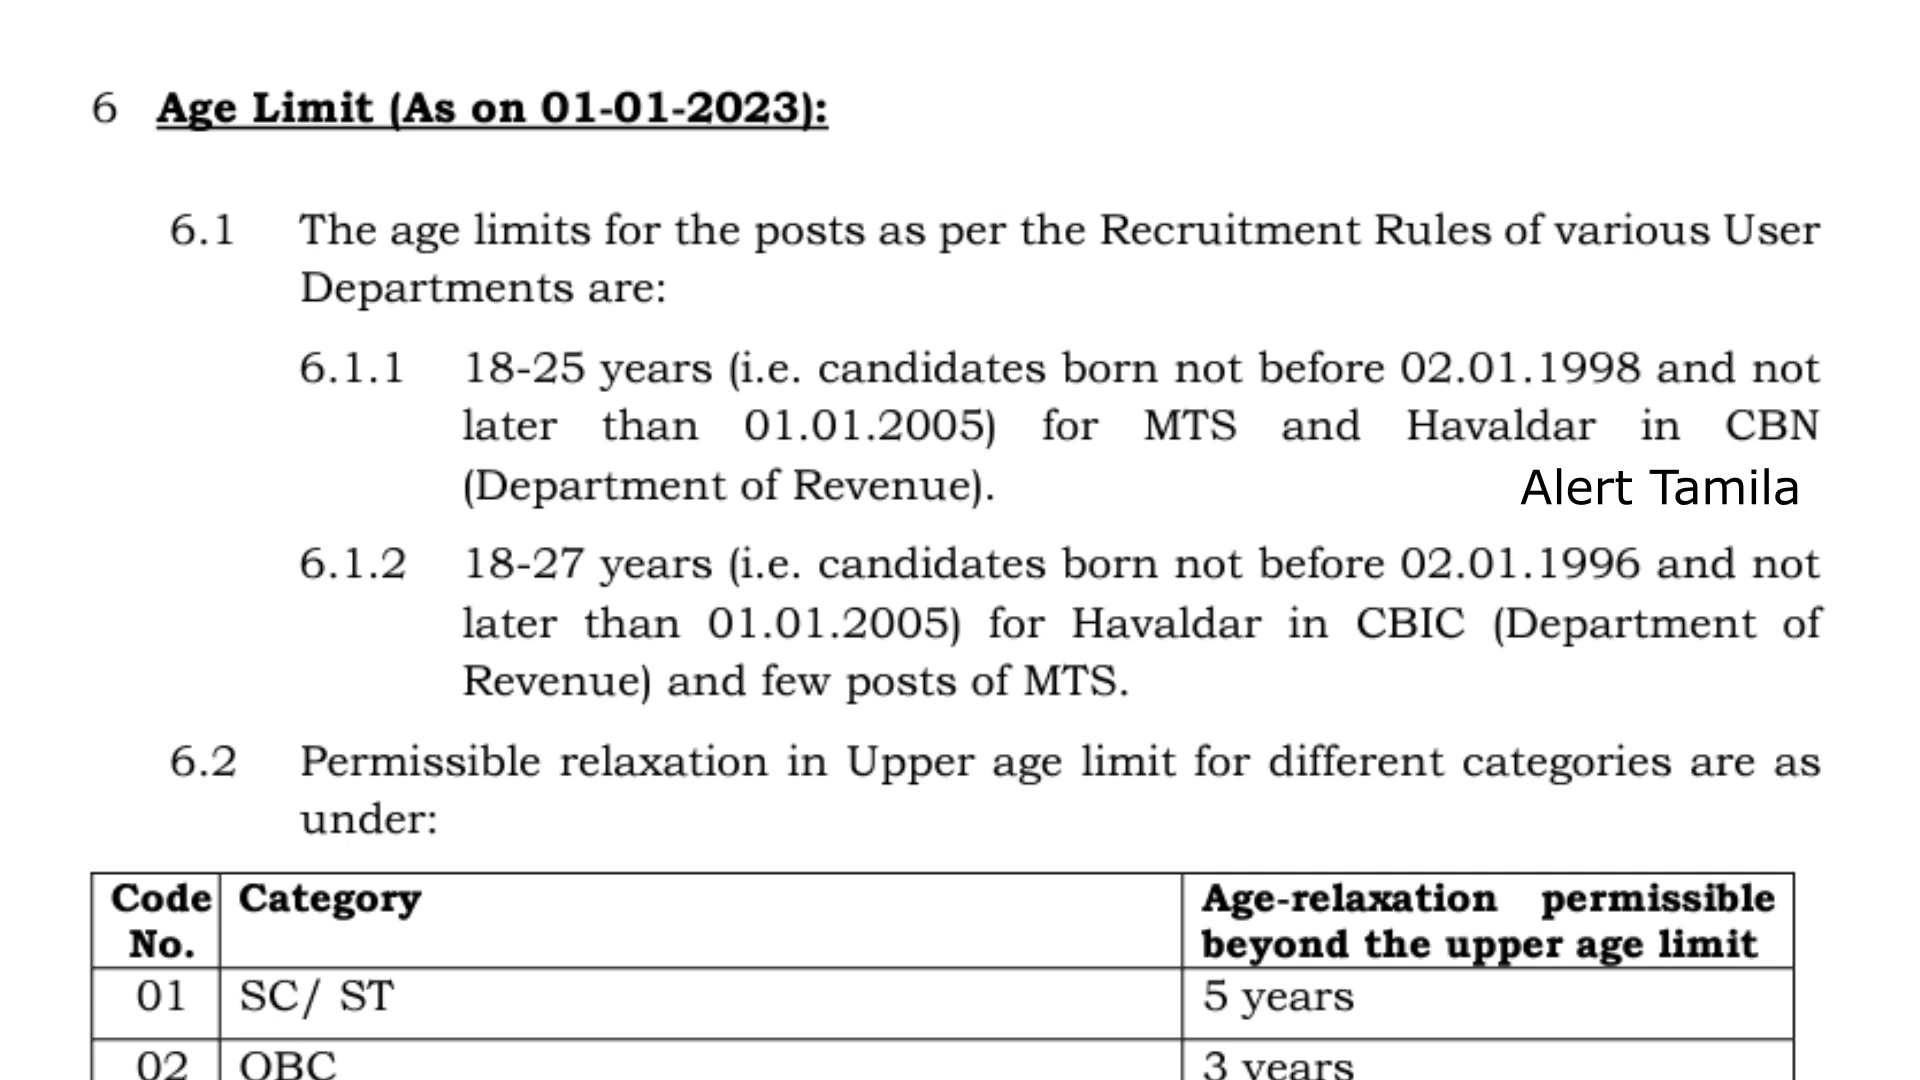 6 Age Limit (As on 01-01-2023):
6.1 The age limits for the posts as per the Recruitment Rules of various User
Departments are:
6.1.1 18-25 years (i.e. candidates born not before 02.01.1998 and not
later than 01.01.2005) for MTS and Havaldar in CBN
(Department of Revenue).
Alert Tamila
6.1.2 18-27 years (i.e. candidates born not before 02.01.1996 and not
later than 01.01.2005) for Havaldar in CBIC (Department of
Revenue) and few posts of MTS.
6.2 Permissible relaxation in Upper age limit for different categories are as
under:
Code No. Category Age-relaxation permissible
beyond the upper age limit
01 SC/ ST 5 years
02 OBC 3 years